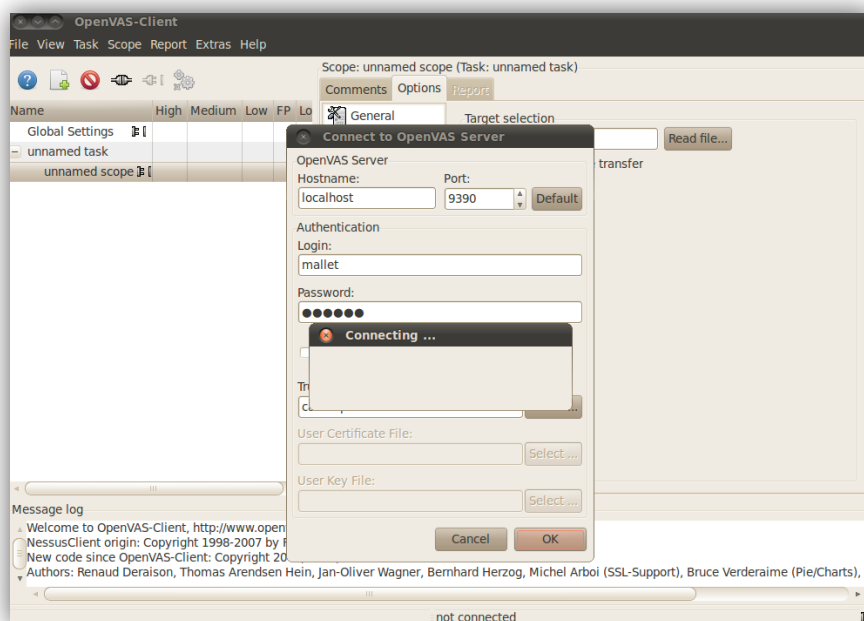 OpenVAS-Client
File View Task Scope Report Extras Help
Scope: unnamed scope (Task: unnamed task)
Comments Options Report
Name High Medium Low FP Lo
General
Target selection
Global Settings
unnamed task
unnamed scope
Read file...
e transfer
Connect to OpenVAS Server
OpenVAS Server
Hostname: Port:
localhost 9390 Default
Authentication
Login:
mallet
Password:
●●●●●●
Connecting ...
User Certificate File:
Select ...
User Key File:
Select ...
Cancel OK
Message log
Welcome to OpenVAS-Client, http://www.open
NessusClient origin: Copyright 1998-2007 by
New code since OpenVAS-Client: Copyright 20
Authors: Renaud Deraison, Thomas Arendsen Hein, Jan-Oliver Wagner, Bernhard Herzog, Michel Arboi (SSL-Support), Bruce Verderaime (Pie/Charts),
not connected